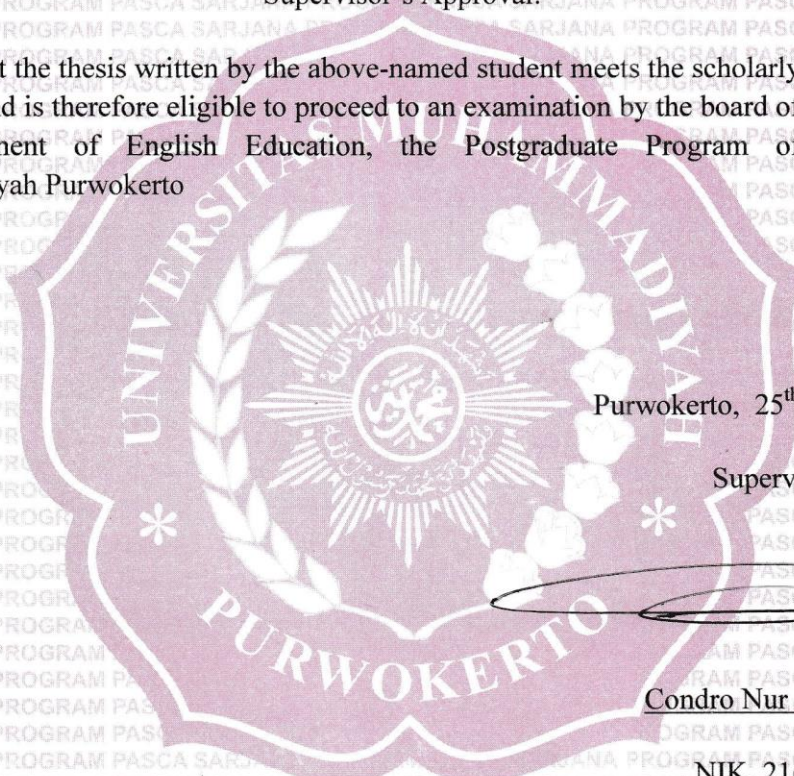 Supervisor's Approval:
t the thesis written by the above-named student meets the scholarly
d is therefore eligible to proceed to an examination by the board of
nent of English Education, the Postgraduate Program of
yah Purwokerto
UNIVERSITAS MUHAMMADIYAH
محمد
* PURWOKERTO *
Purwokerto, 25th
Superv
Condro Nur
NIK. 21